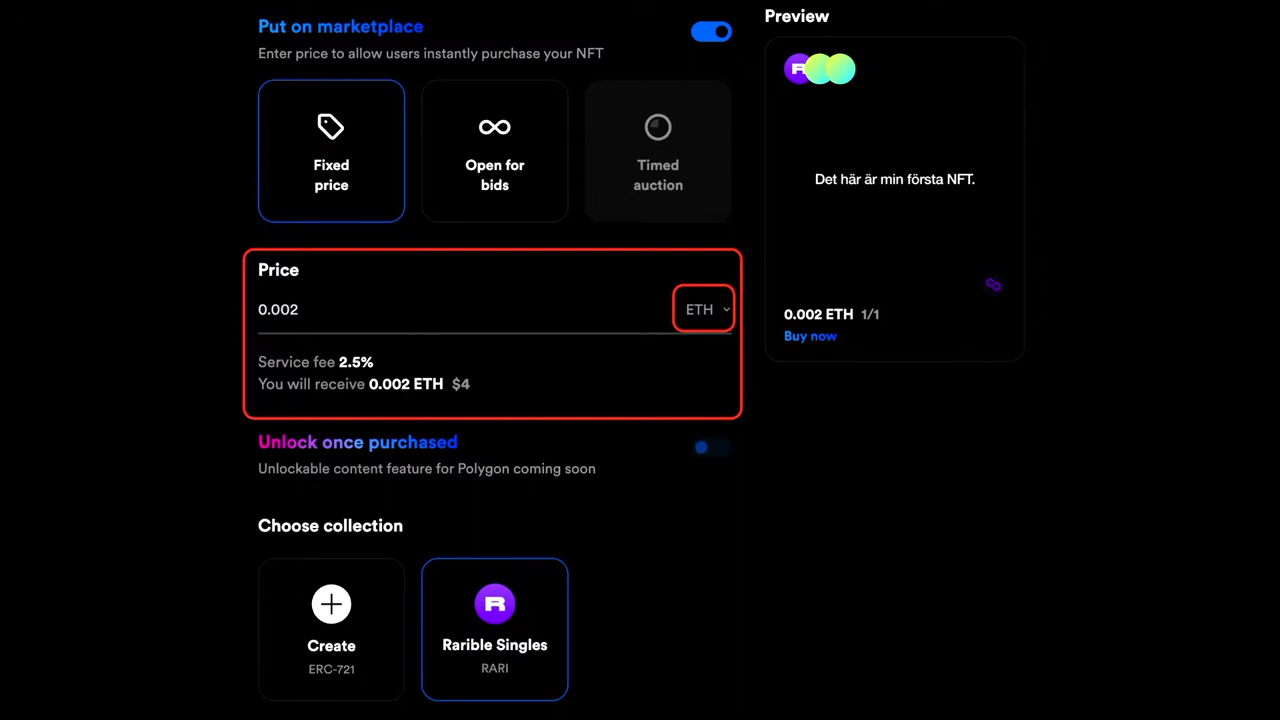 Put on marketplace
Enter price to allow users instantly purchase your NFT
Fixed
price
Open for
bids
Timed
auction
Price
0.002
ETH
Service fee 2.5%
You will receive 0.002 ETH $4
Unlock once purchased
Unlockable content feature for Polygon coming soon
Choose collection
Create
ERC-721
R
Rarible Singles
RARI
Preview
R
Det här är min första NFT.
0.002 ETH 1/1
Buy now